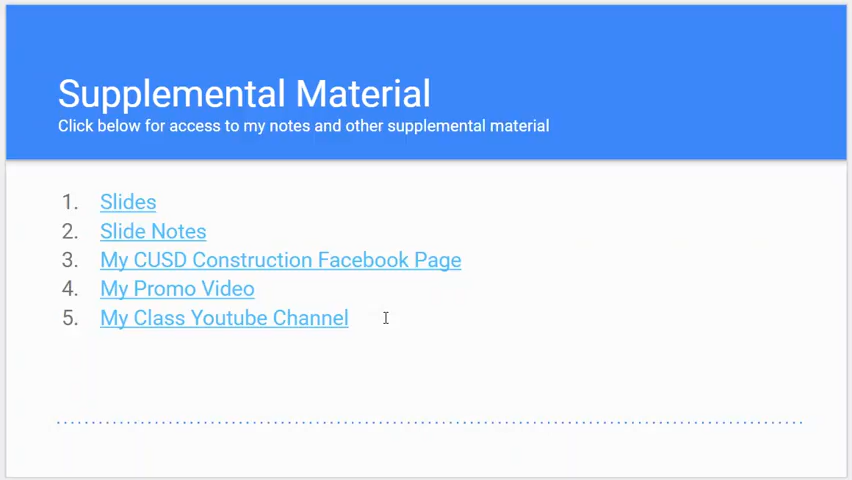 Supplemental Material
Click below for access to my notes and other supplemental material
1. Slides
2. Slide Notes
3. My CUSD Construction Facebook Page
4. My Promo Video
5. My Class Youtube Channel